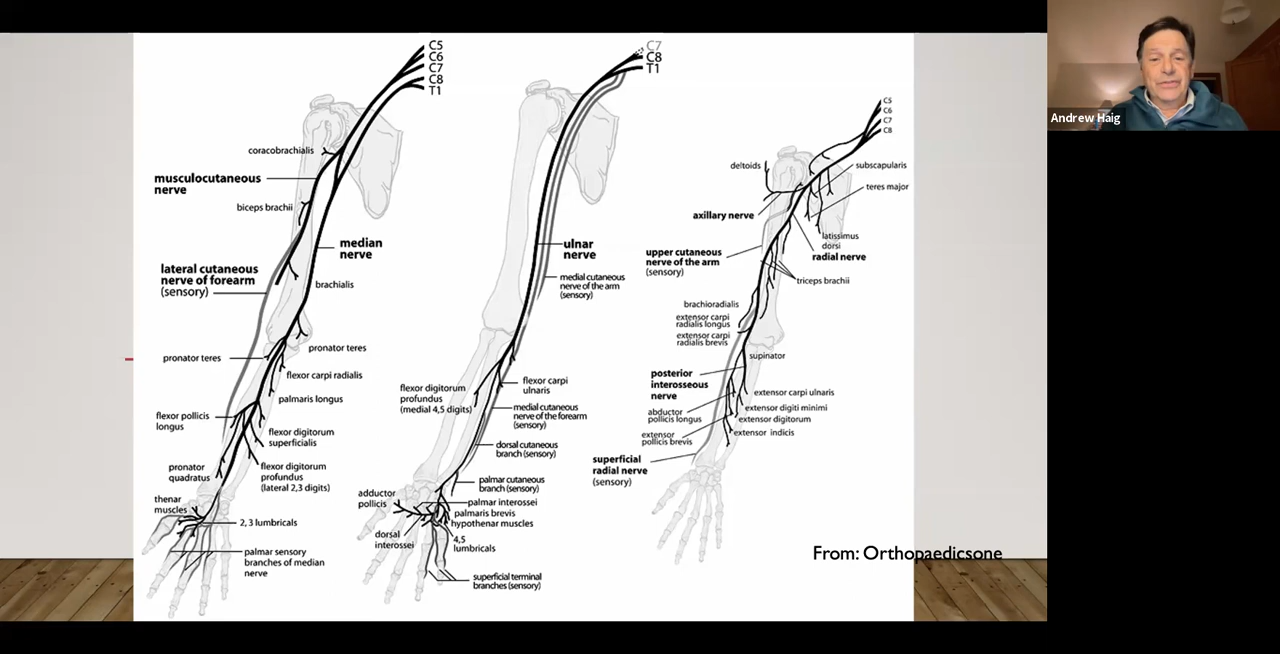 C5
C6
C7
C8
T1
coracobrachialis
musculocutaneous
nerve
biceps brachii
median
nerve
lateral cutaneous
nerve of forearm
(sensory)
brachialis
pronator teres
pronator teres
flexor carpi radialis
palmaris longus
flexor pollicis
longus
flexor digitorum
superficialis
pronator
quadratus
flexor digitorum
profundus
(lateral 2,3 digits)
thenar
muscles
2, 3 lumbricals
palmar sensory
branches of median
nerve
C7
C8
T1
ulnar
nerve
medial cutaneous
nerve of the arm
(sensory)
flexor digitorum
profundus
(medial 4,5 digits)
flexor carpi
ulnaris
medial cutaneous
nerve of the forearm
(sensory)
dorsal cutaneous
branch (sensory)
palmar cutaneous
branch (sensory)
adductor
pollicis
palmar interossei
palmaris brevis
hypothenar muscles
dorsal
interossei
4,5
lumbricals
superficial terminal
branches (sensory)
C5
C6
C7
C8
deltoids
subscapularis
teres major
axillary nerve
latissimus
dorsi
radial nerve
upper cutaneous
nerve of the arm
(sensory)
triceps brachii
brachioradialis
extensor carpi
radialis longus
extensor carpi
radialis brevis
supinator
posterior
interosseous
nerve
extensor carpi ulnaris
abductor
pollicis longus
extensor digiti minimi
extensor digitorum
extensor
pollicis brevis
extensor indicis
superficial
radial nerve
(sensory)
From: Orthopaedicsone
Andrew Haig